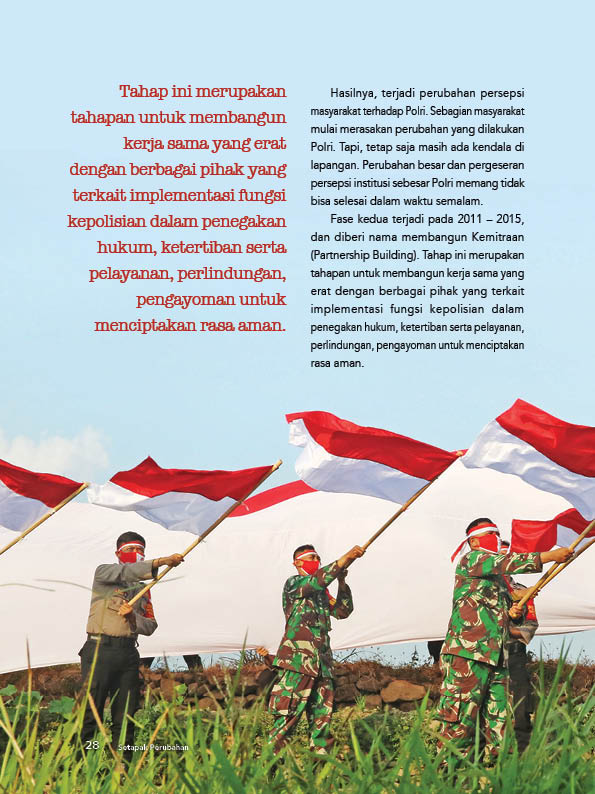 Tahap ini merupakan
tahapan untuk membangun
kerja sama yang erat
dengan berbagai pihak yang
terkait implementasi fungsi
kepolisian dalam penegakan
hukum, ketertiban serta
pelayanan, perlindungan,
pengayoman untuk
menciptakan rasa aman.
Hasilnya, terjadi perubahan persepsi
masyarakat terhadap Polri. Sebagian masyarakat
mulai merasakan perubahan yang dilakukan
Polri. Tapi, tetap saja masih ada kendala di
lapangan. Perubahan besar dan pergeseran
persepsi institusi sebesar Polri memang tidak
bisa selesai dalam waktu semalam.
Fase kedua terjadi pada 2011 – 2015,
dan diberi nama membangun Kemitraan
(Partnership Building). Tahap ini merupakan
tahapan untuk membangun kerja sama yang
erat dengan berbagai pihak yang terkait
implementasi fungsi kepolisian dalam
penegakan hukum, ketertiban serta pelayanan,
perlindungan, pengayoman untuk menciptakan
rasa aman.
28 Setapak Perubahan